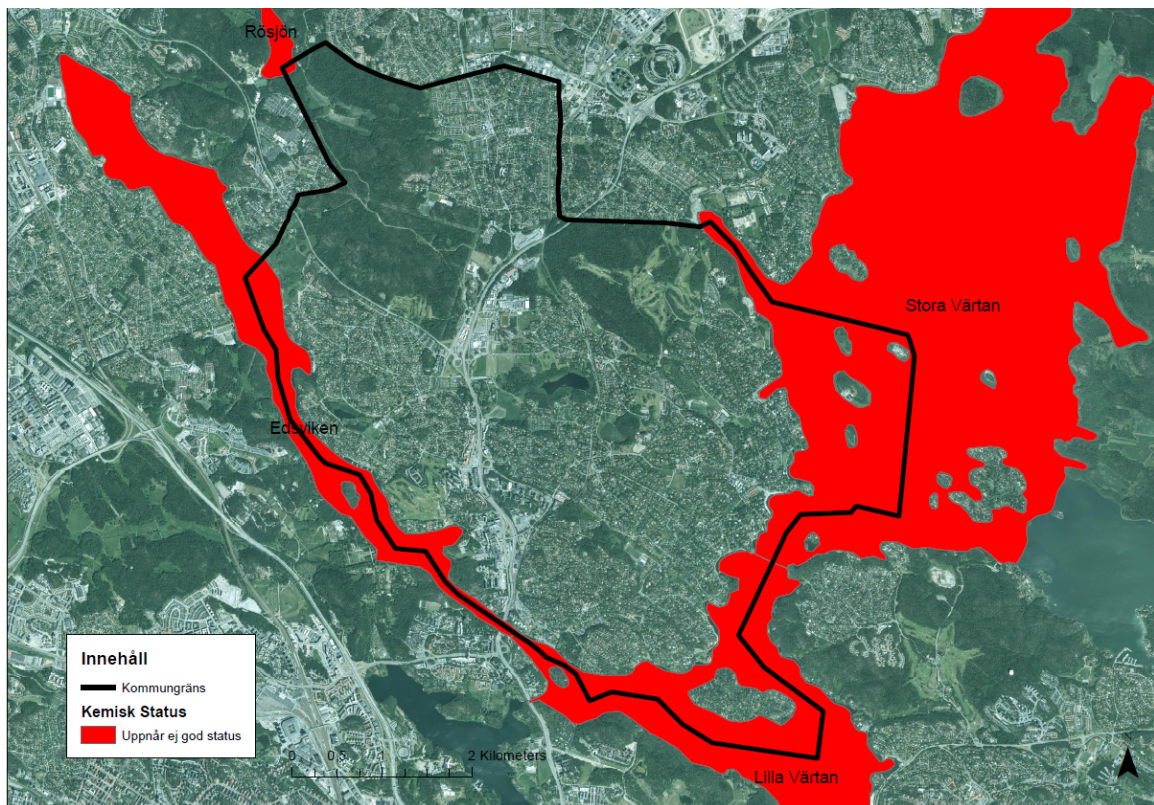 Rösjön
Stora Värtan
Edsviken
Innehåll
Kommungräns
Kemisk Status
Uppnår ej god status
0 0,5 1 2 Kilometers
Lilla Värtan